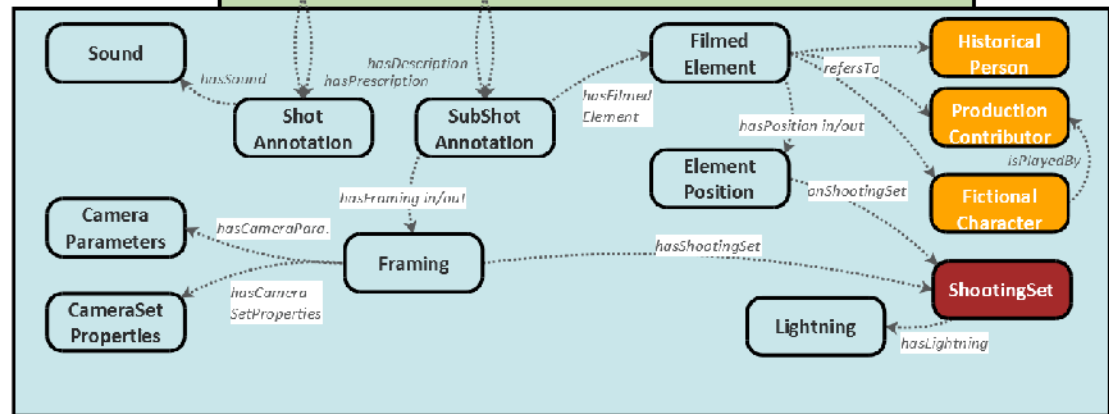 Sound
hasSound
Shot
Annotation
hasDescription
hasPrescription
SubShot
Annotation
hasFilmed
Element
Filmed
Element
refersTo
Historical
Person
Production
Contributor
isPlayedBy
Fictional
Character
hasPosition in/out
Element
Position
onShootingSet
hasFraming in/out
Camera
Parameters
hasCameraPara.
Framing
hasShootingSet
ShootingSet
CameraSet
Properties
hasCamera
SetProperties
Lightning
hasLightning